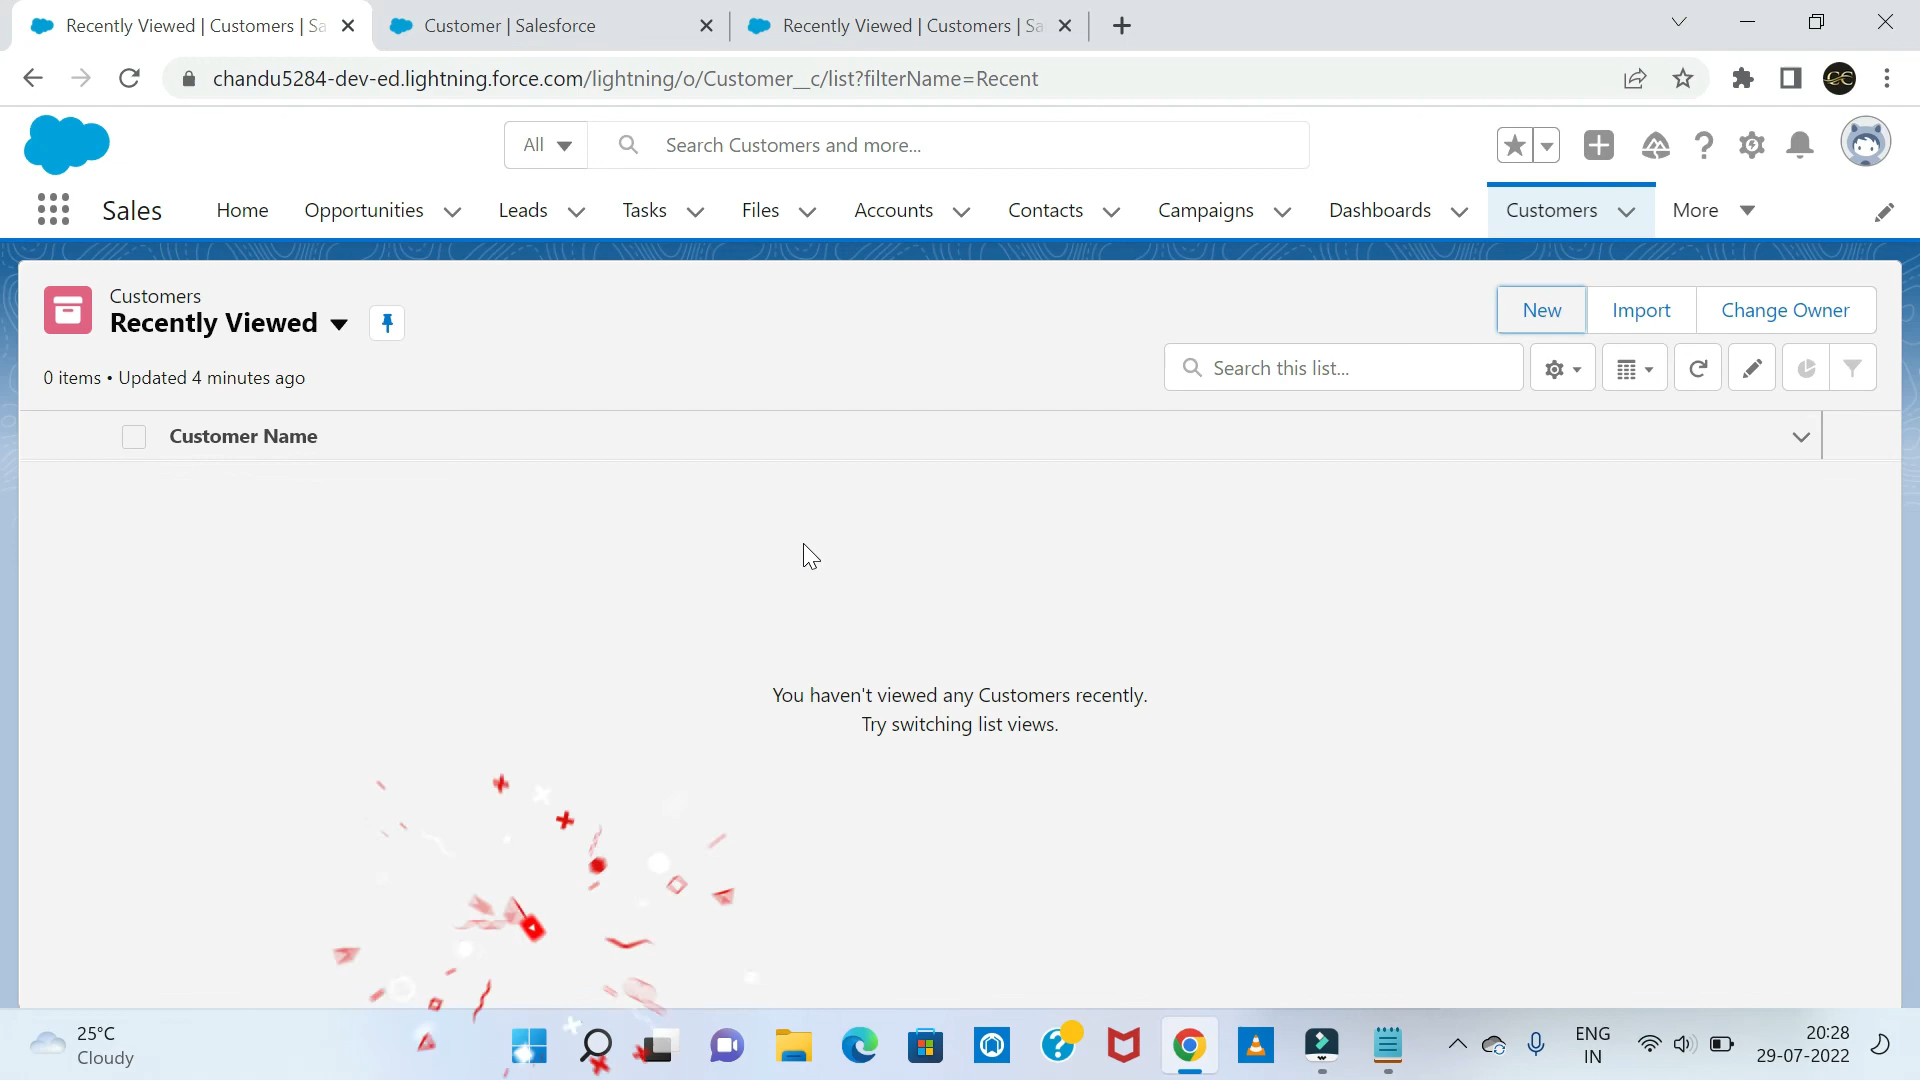 Recently Viewed | Customers | Sa
Customer | Salesforce
Recently Viewed | Customers | Sa
chandu5284-dev-ed.lightning.force.com/lightning/o/Customer__c/list?filterName=Recent
All
Search Customers and more...
Sales
Home
Opportunities
Leads
Tasks
Files
Accounts
Contacts
Campaigns
Dashboards
Customers
More
Customers
Recently Viewed
New
Import
Change Owner
0 items • Updated 4 minutes ago
Search this list...
Customer Name
You haven't viewed any Customers recently.
Try switching list views.
25°C
Cloudy
ENG
IN
20:28
29-07-2022